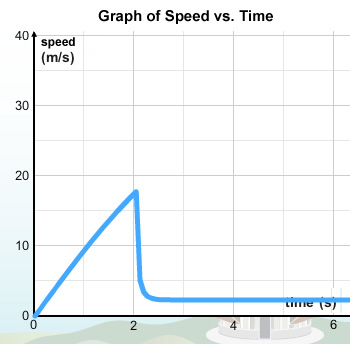 Graph of Speed vs. Time
40
speed
(m/s)
30
20
10
0
0 2 4 6
time (s)